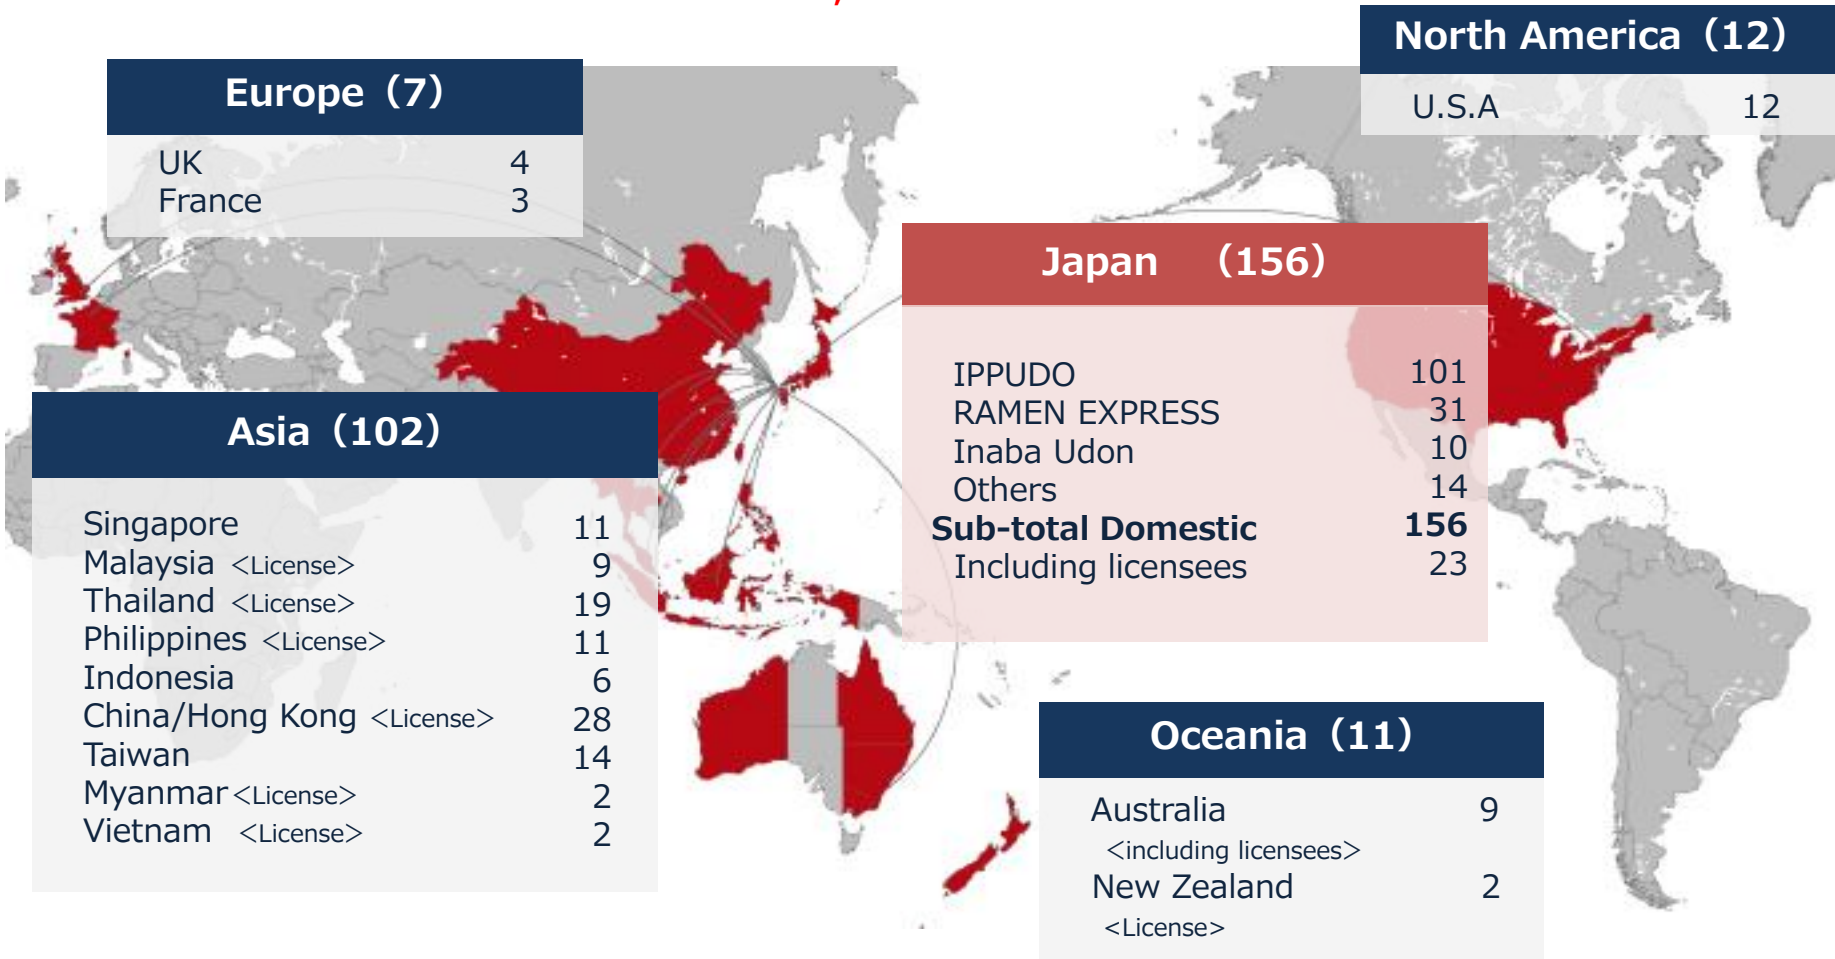 North America（12）
U.S.A 12
Europe（7）
UK 4
France 3
Japan （156）
IPPUDO 101
RAMEN EXPRESS 31
Inaba Udon 10
Others 14
Sub-total Domestic 156
Including licensees 23
Asia（102）
Singapore 11
Malaysia <License> 9
Thailand <License> 19
Philippines <License> 11
Indonesia 6
China/Hong Kong <License> 28
Taiwan 14
Myanmar<License> 2
Vietnam <License> 2
Oceania（11）
Australia 9
<including licensees>
New Zealand 2
<License>